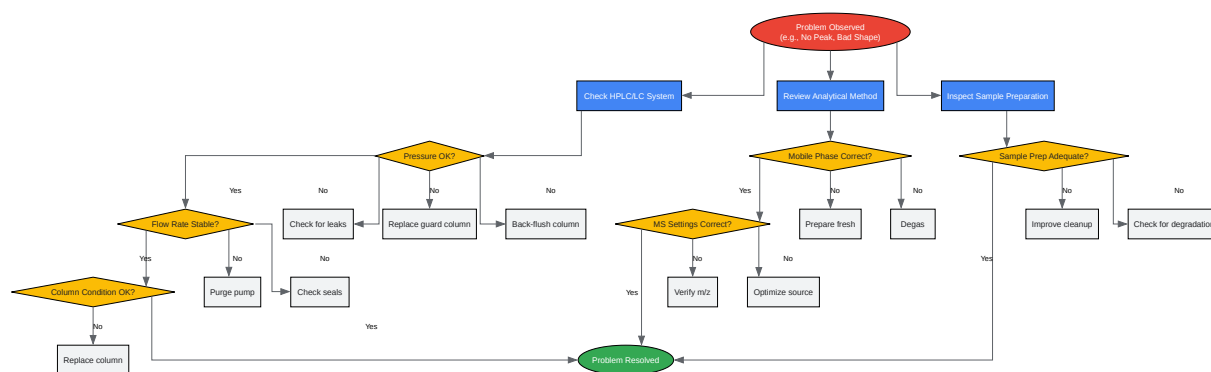 Problem Observed
(e.g., No Peak, Bad Shape)
Check HPLC/LC System
Review Analytical Method
Inspect Sample Preparation
Pressure OK?
Mobile Phase Correct?
Sample Prep Adequate?
Yes
No
No
No
Yes
No
No
No
No
Flow Rate Stable?
Check for leaks
Replace guard column
Back-flush column
MS Settings Correct?
Prepare fresh
Degas
Improve cleanup
Check for degradation
Yes
No
No
No
No
Yes
Column Condition OK?
Purge pump
Check seals
Yes
Verify m/z
Optimize source
No
Yes
Replace column
Problem Resolved